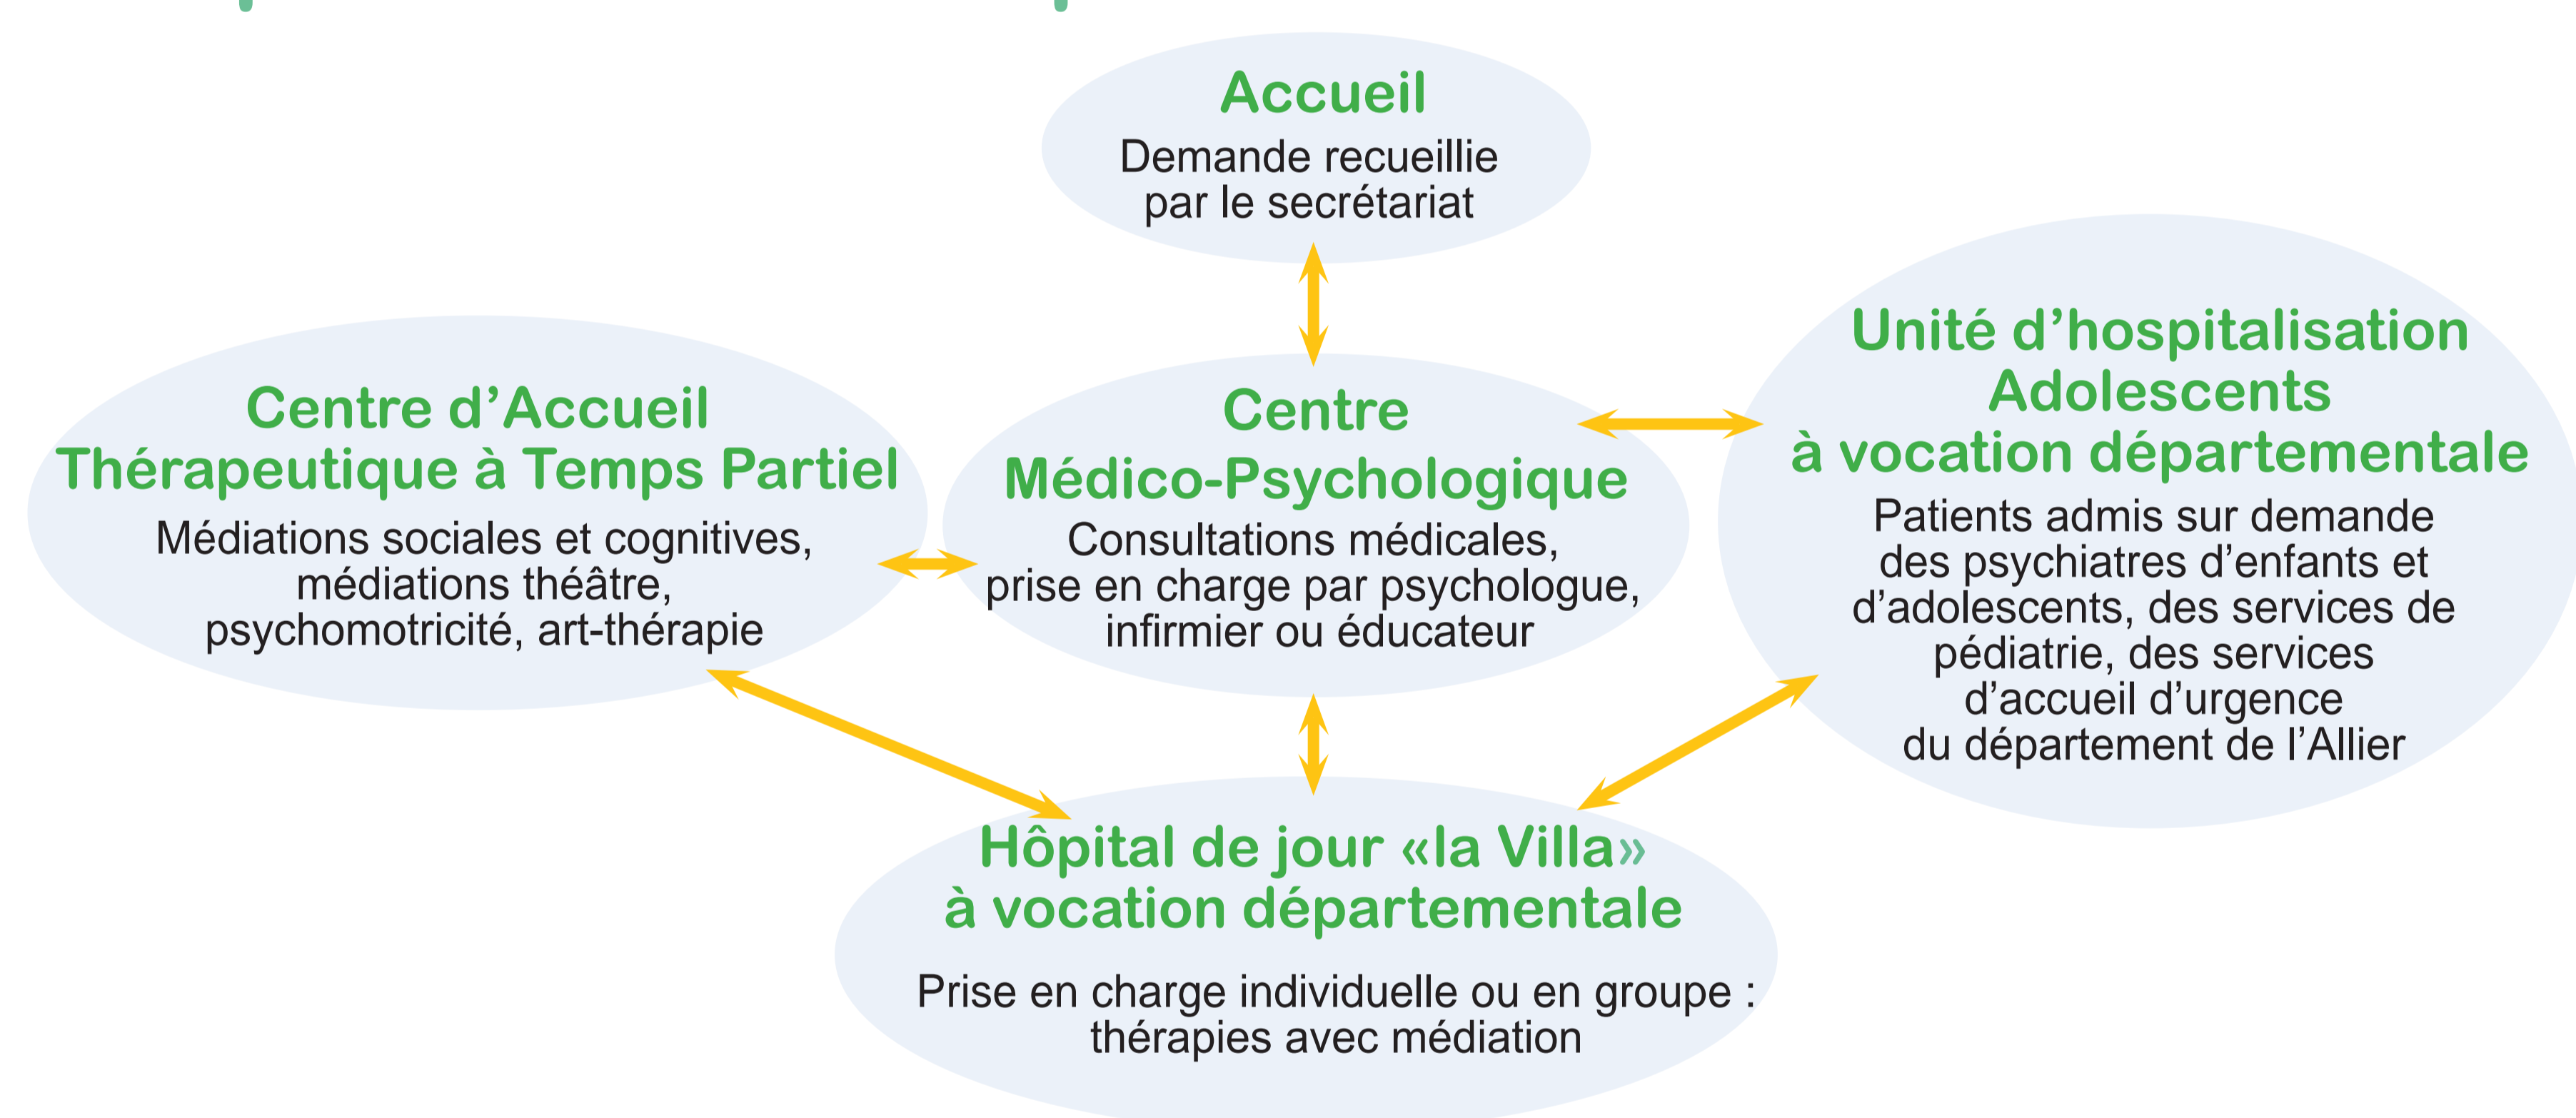 Accueil
Demande recueillie
par le secrétariat
Centre d’Accueil
Thérapeutique à Temps Partiel
Médiations sociales et cognitives,
médiations théâtre,
psychomotricité, art-thérapie
Centre
Médico-Psychologique
Consultations médicales,
prise en charge par psychologue,
infirmier ou éducateur
Unité d’hospitalisation
Adolescents
à vocation départementale
Patients admis sur demande
des psychiatres d’enfants et
d’adolescents, des services de
pédiatrie, des services
d’accueil d’urgence
du département de l’Allier
Hôpital de jour «la Villa»
à vocation départementale
Prise en charge individuelle ou en groupe :
thérapies avec médiation